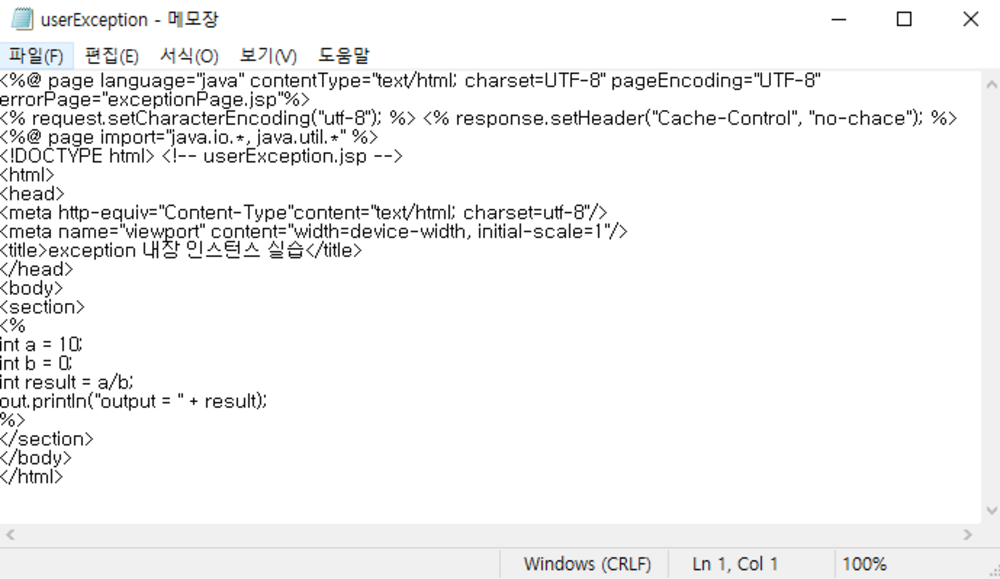 userException - 메모장
파일(F) 편집(E) 서식(O) 보기(V) 도움말
<%@ page language="java" contentType="text/html; charset=UTF-8" pageEncoding="UTF-8"
errorPage="exceptionPage.jsp"%>
<% request.setCharacterEncoding("utf-8"); %> <% response.setHeader("Cache-Control", "no-chace"); %>
<%@ page import="java.io.*, java.util.*" %>
<!DOCTYPE html> <!-- userException.jsp -->
<html>
<head>
<meta http-equiv="Content-Type"content="text/html; charset=utf-8"/>
<meta name="viewport" content="width=device-width, initial-scale=1"/>
<title>exception 내장 인스턴스 실습</title>
</head>
<body>
<section>
<%
int a = 10;
int b = 0;
int result = a/b;
out.println("output = " + result);
%>
</section>
</body>
</html>
Windows (CRLF) Ln 1, Col 1 100%